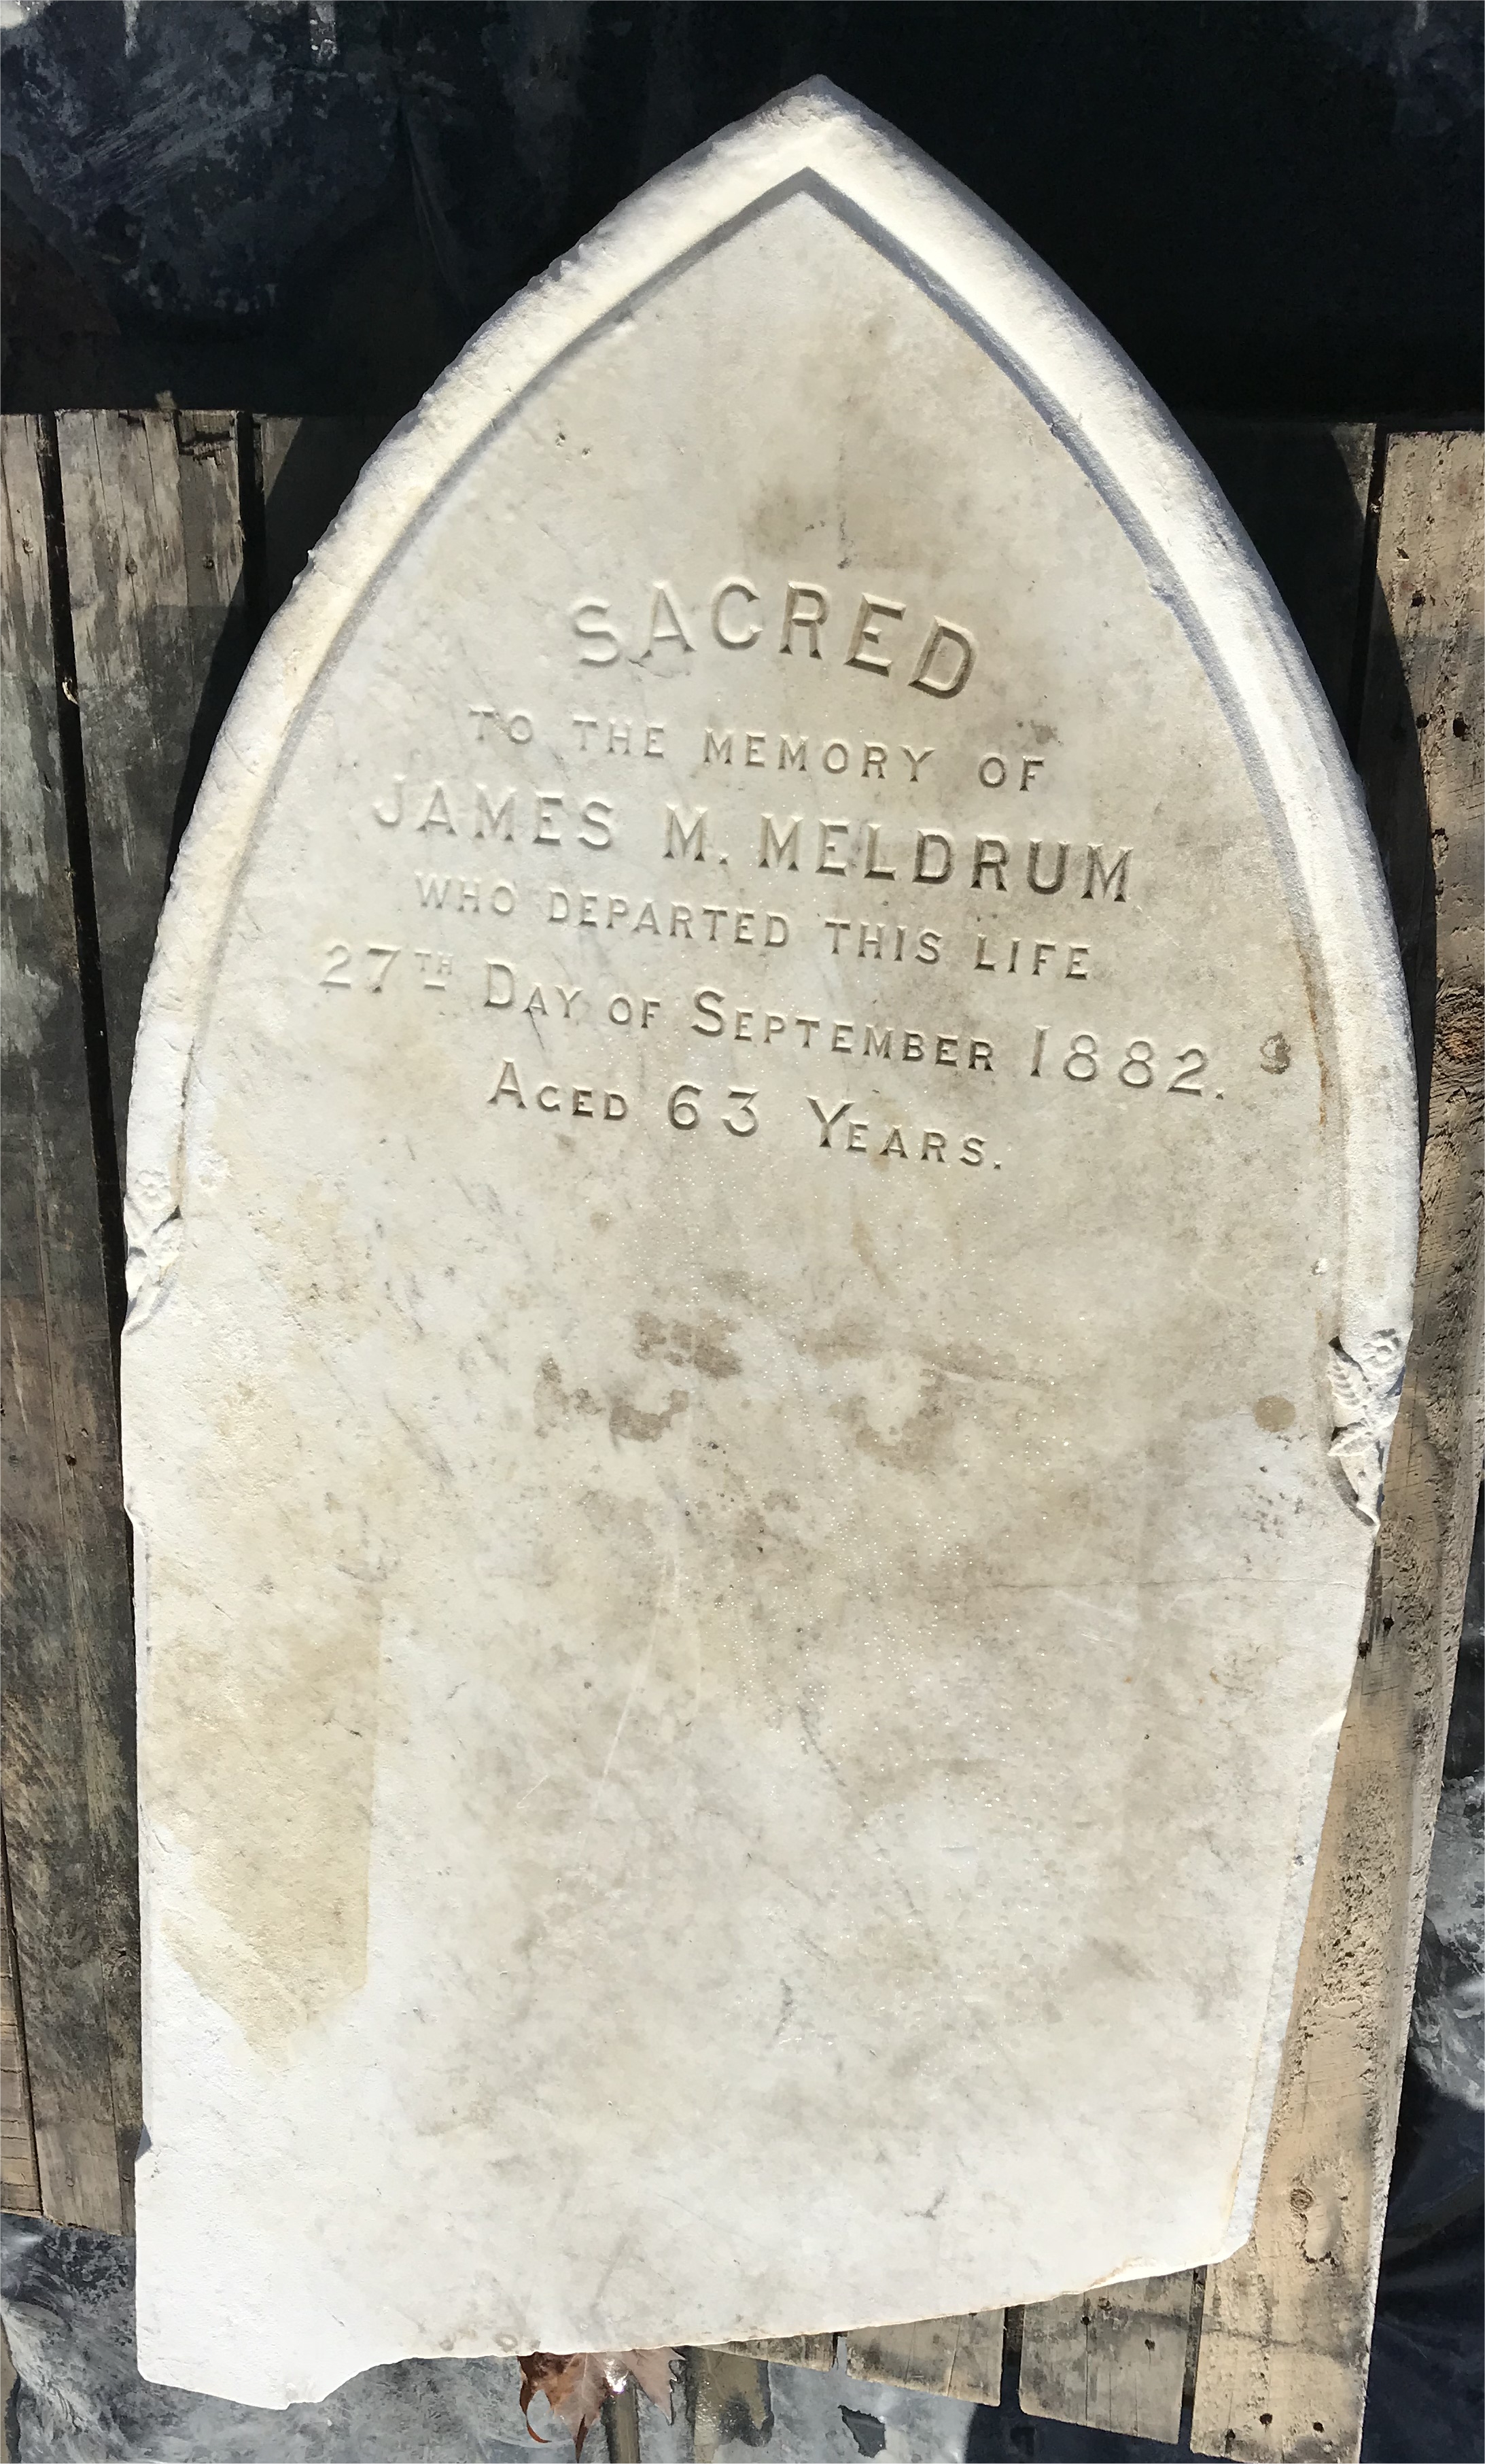 SACRED
TO THE MEMORY OF
JAMES M. MELDRUM
WHO DEPARTED THIS LIFE
27TH DAY OF SEPTEMBER 1882.
AGED 63 YEARS.